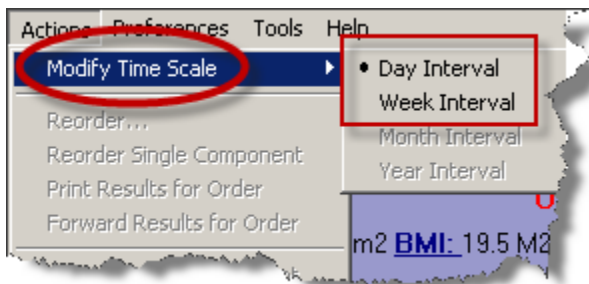 Actions Preferences Tools Help
Modify Time Scale
• Day Interval
Week Interval
Month Interval
Year Interval
Reorder...
Reorder Single Component
Print Results for Order
Forward Results for Order
m2 BMI: 19.5 M2